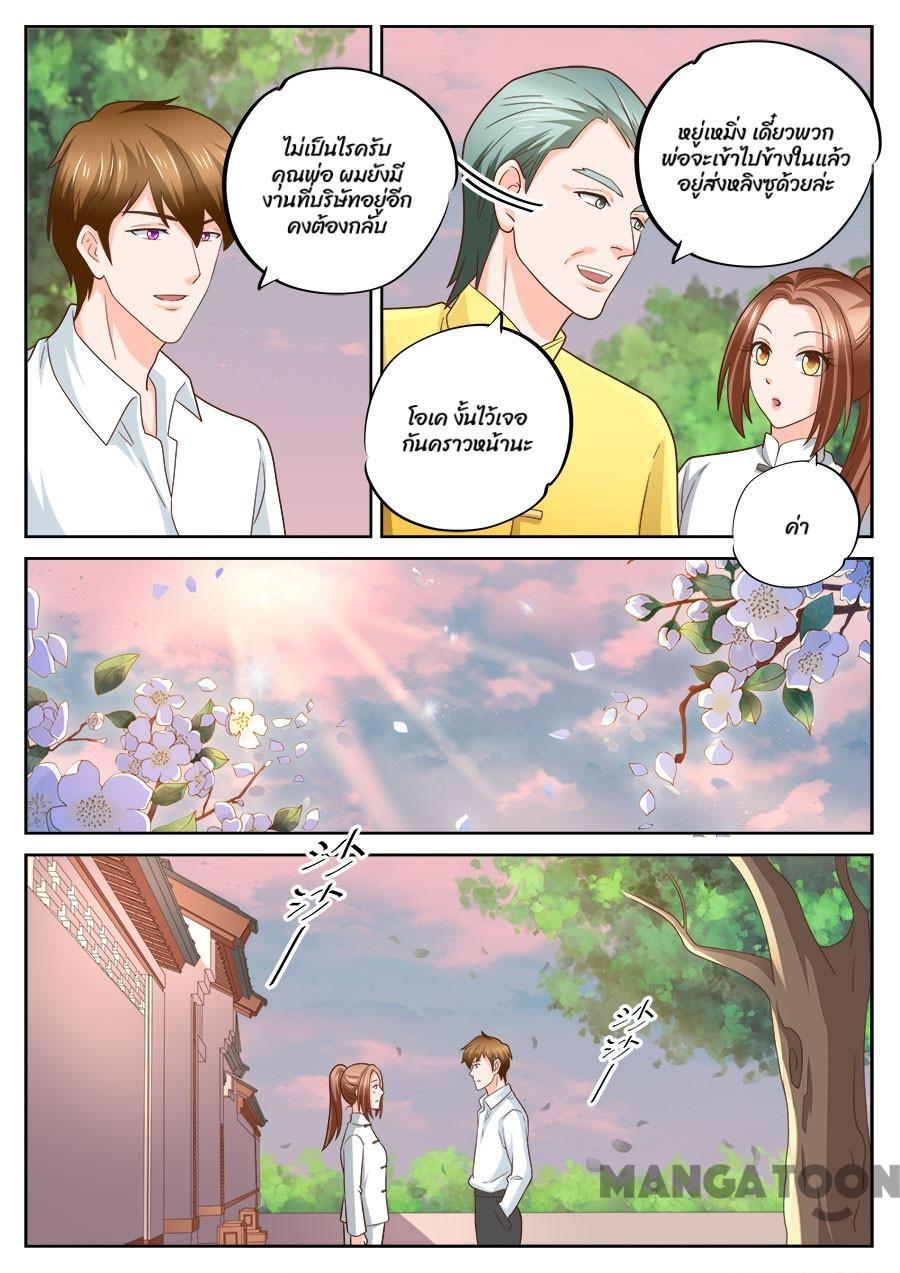 ไม่เป็นไรครับ
คุณพ่อ ผมยังมี
งานที่บริษัทอยู่อีก
คงต้องกลับ
หยู่เหมิ่ง เดี๋ยวพวก
พ่อจะเข้าไปข้างในแล้ว
อยู่ส่งหลิงซูด้วยล่ะ
โอเค งั้นไว้เจอ
กันคราวหน้านะ
ค่า
沙
沙
沙
沙
MANGATOON